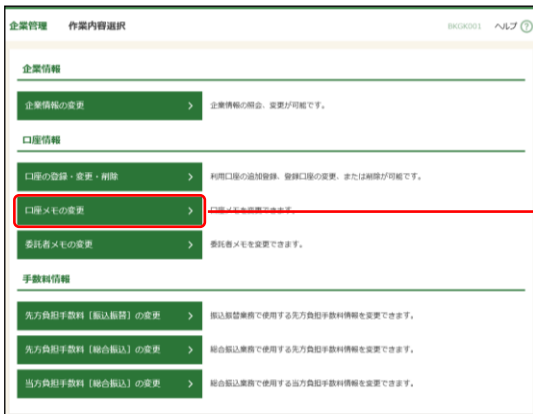 企業管理 作業内容選択 BKGK001 ヘルプ ?
企業情報
企業情報の変更 > 企業情報の照会、変更が可能です。
口座情報
口座の登録・変更・削除 > 利用口座の追加登録、登録口座の変更、または削除が可能です。
口座メモの変更 > 口座メモを変更できます。
委託者メモの変更 > 委託者メモを変更できます。
手数料情報
先方負担手数料［振込振替］の変更 > 振込振替業務で使用する先方負担手数料情報を変更できます。
先方負担手数料［総合振込］の変更 > 総合振込業務で使用する先方負担手数料情報を変更できます。
当方負担手数料［総合振込］の変更 > 総合振込業務で使用する当方負担手数料情報を変更できます。